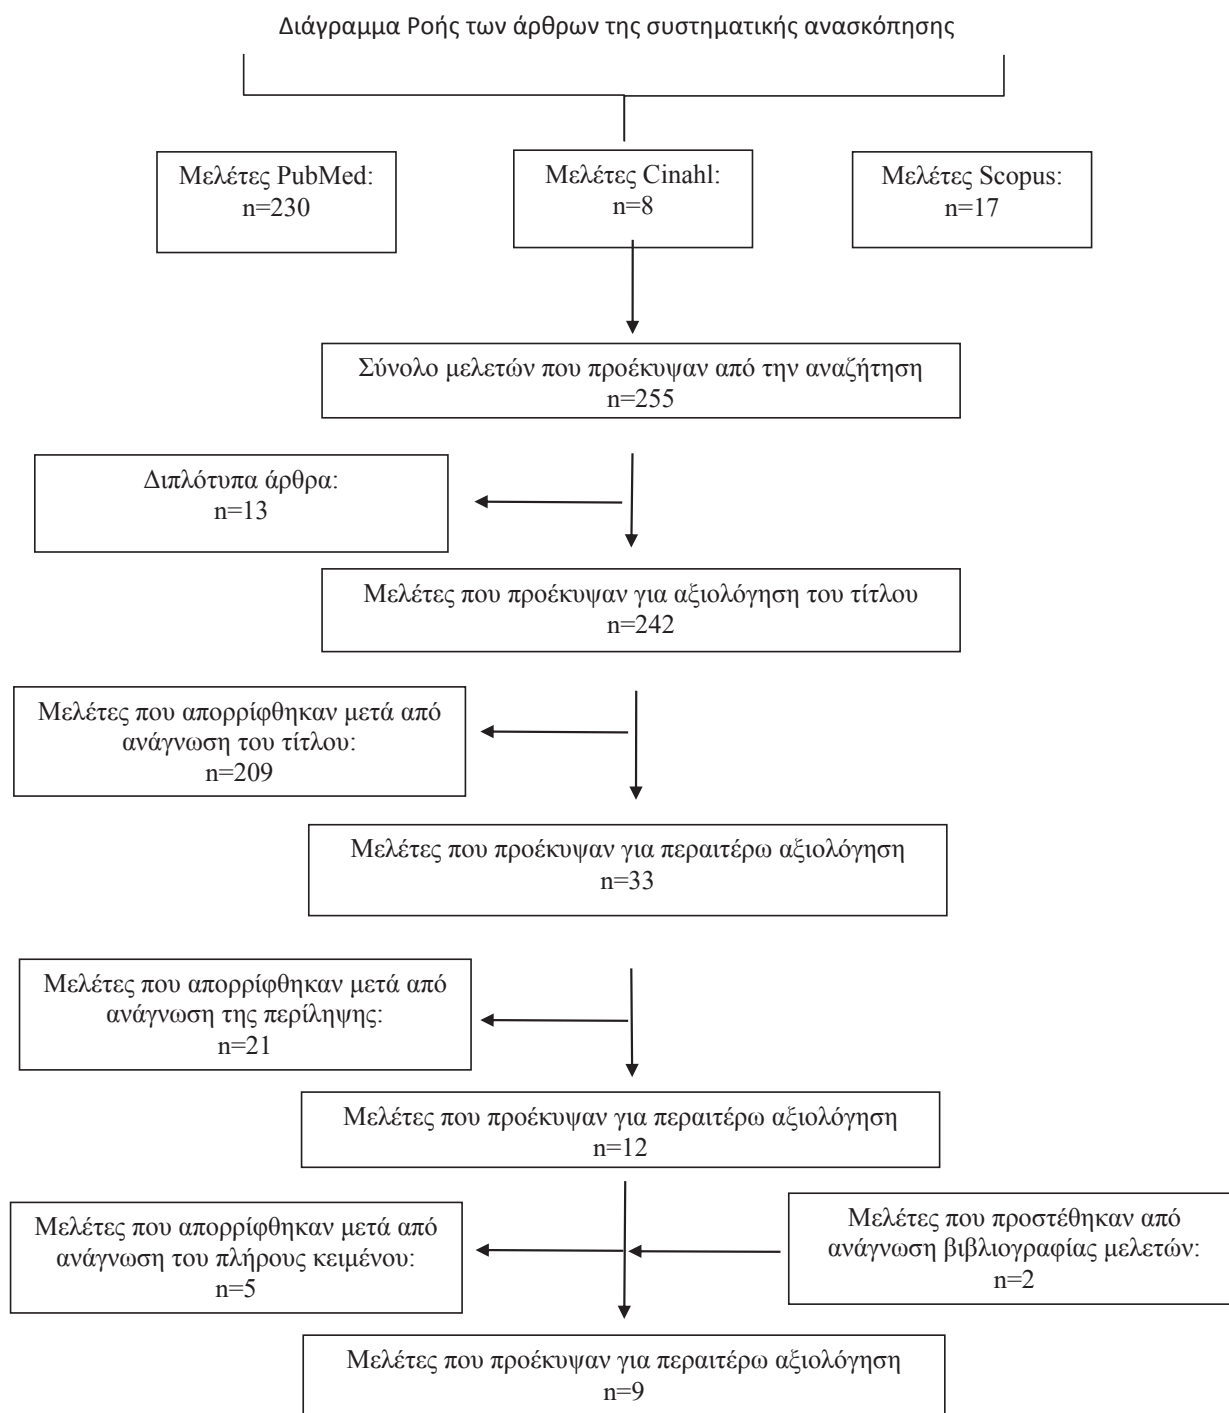 Διάγραμμα Ροής των άρθρων της συστηματικής ανασκόπησης
Μελέτες PubMed:
n=230
Μελέτες Cinahl:
n=8
Μελέτες Scopus:
n=17
Σύνολο μελετών που προέκυψαν από την αναζήτηση
n=255
Διπλότυπα άρθρα:
n=13
Μελέτες που προέκυψαν για αξιολόγηση του τίτλου
n=242
Μελέτες που απορρίφθηκαν μετά από
ανάγνωση του τίτλου:
n=209
Μελέτες που προέκυψαν για περαιτέρω αξιολόγηση
n=33
Μελέτες που απορρίφθηκαν μετά από
ανάγνωση της περίληψης:
n=21
Μελέτες που προέκυψαν για περαιτέρω αξιολόγηση
n=12
Μελέτες που απορρίφθηκαν μετά από
ανάγνωση του πλήρους κειμένου:
n=5
Μελέτες που προστέθηκαν από
ανάγνωση βιβλιογραφίας μελετών:
n=2
Μελέτες που προέκυψαν για περαιτέρω αξιολόγηση
n=9